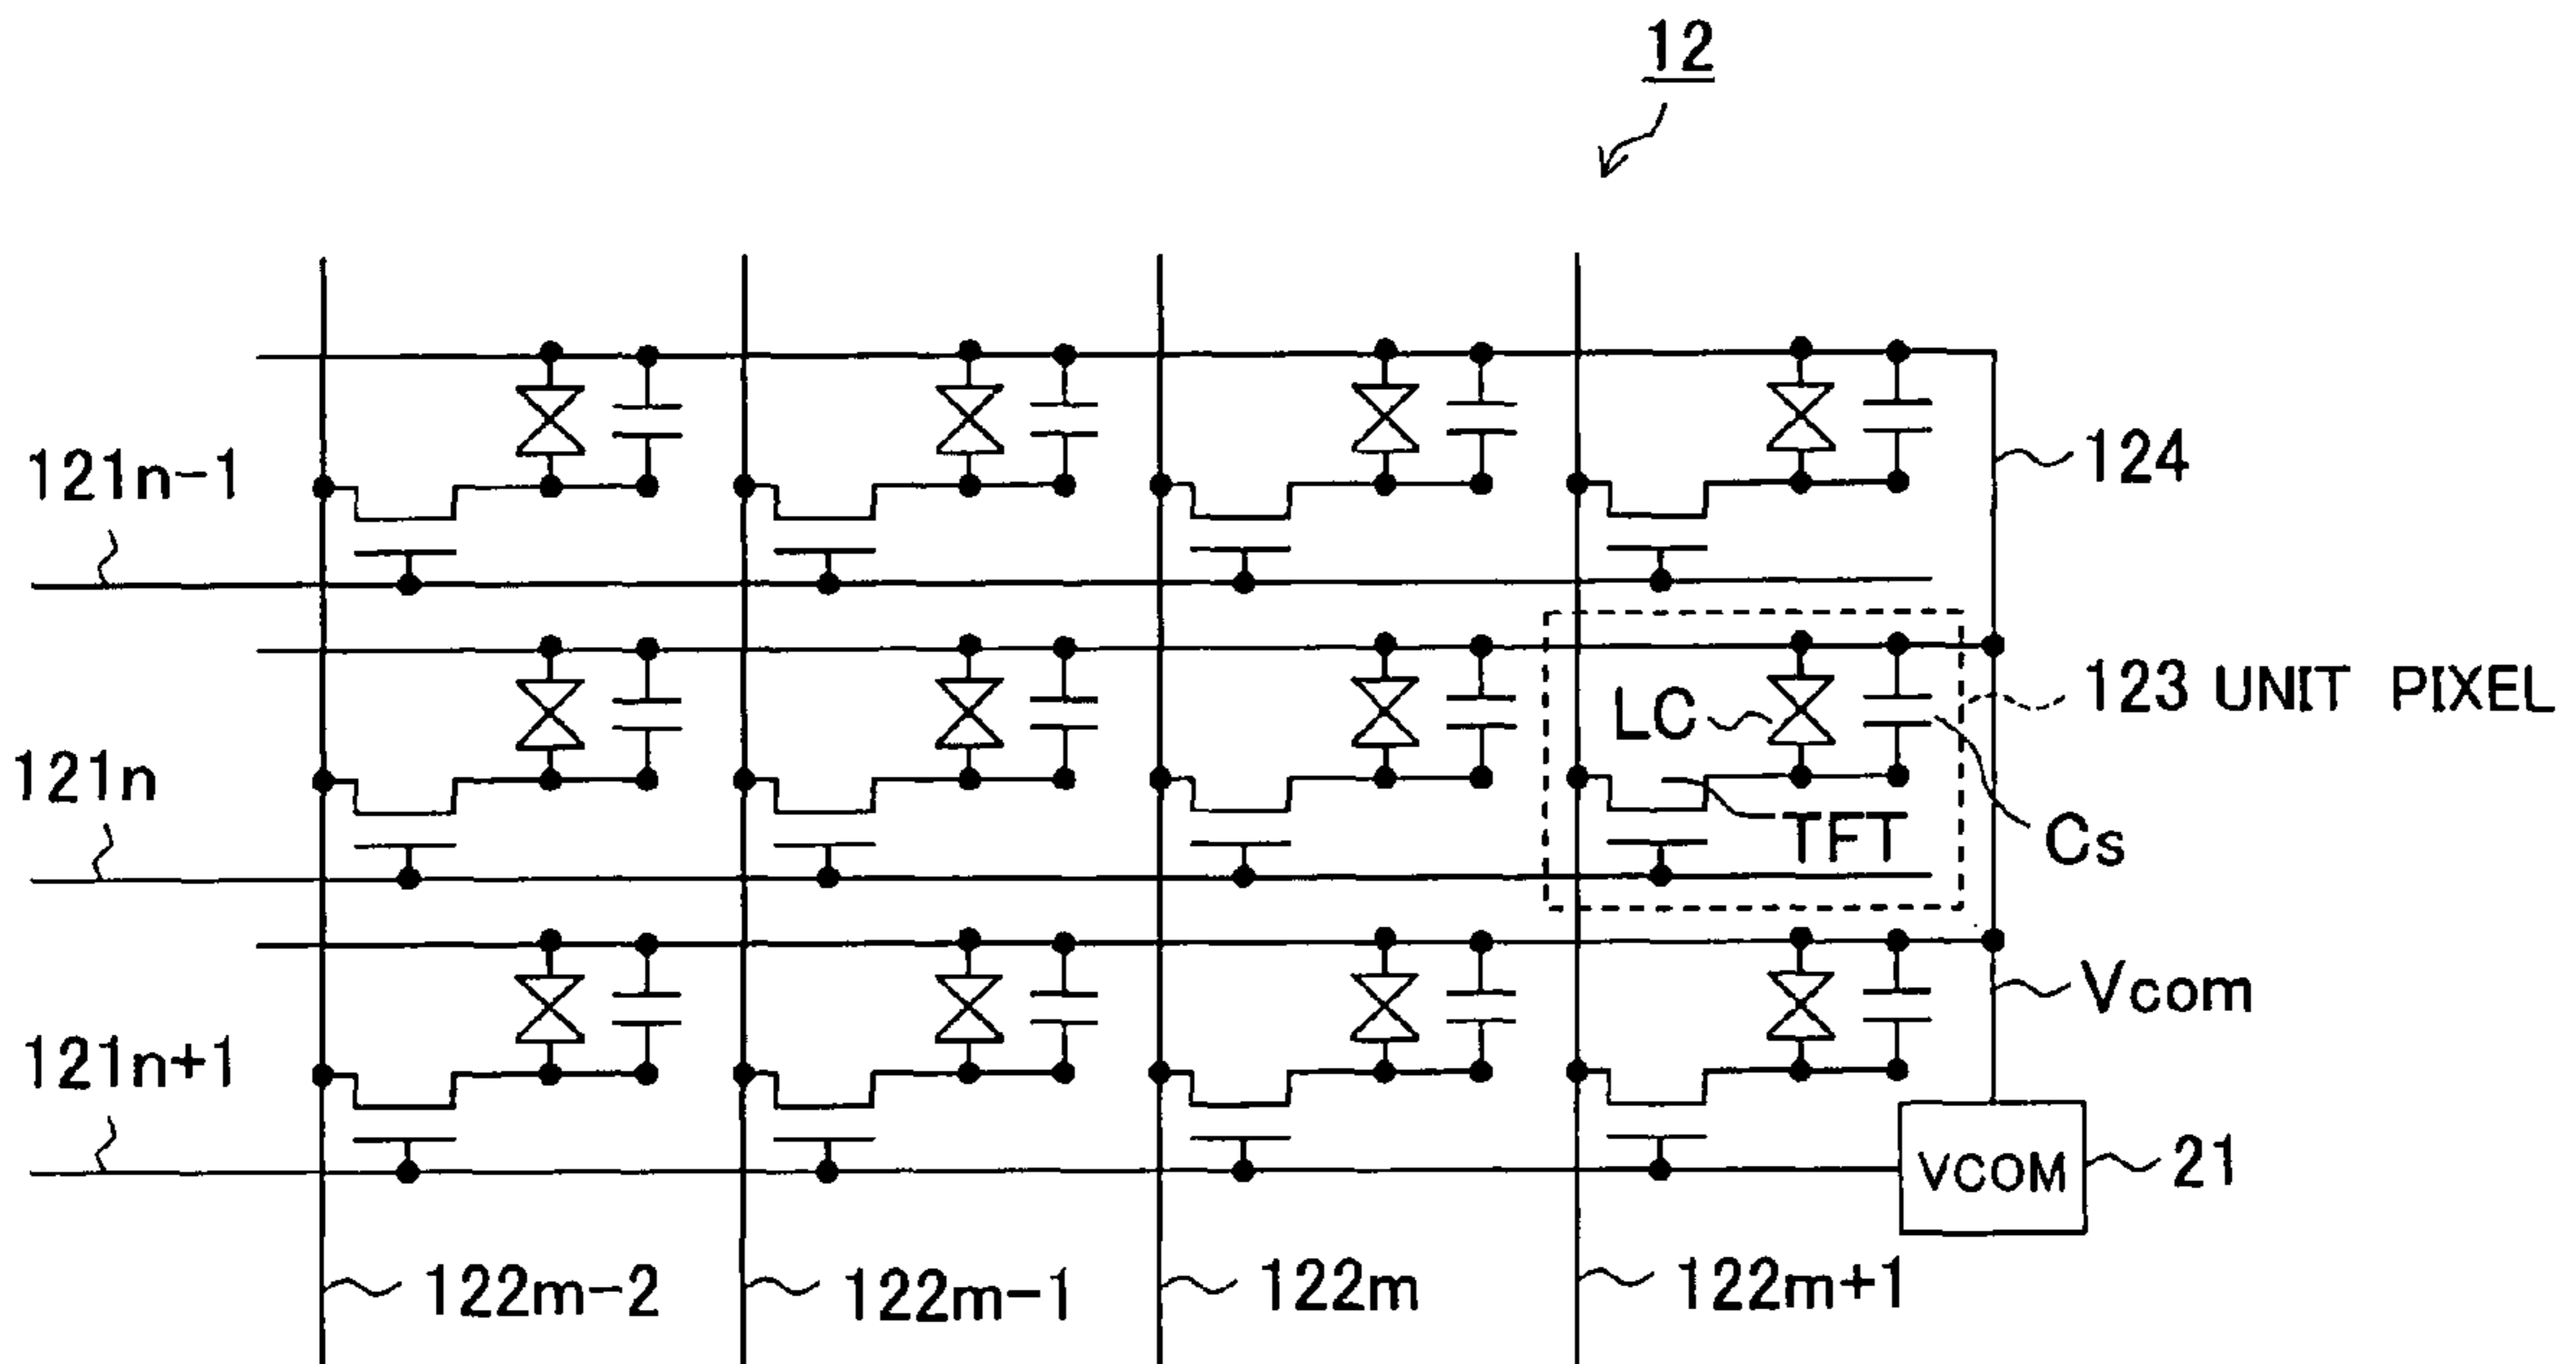 12
121n-1
124
LC
123 UNIT PIXEL
121n
TFT
Cs
Vcom
121n+1
VCOM
21
122m-2
122m-1
122m
122m+1